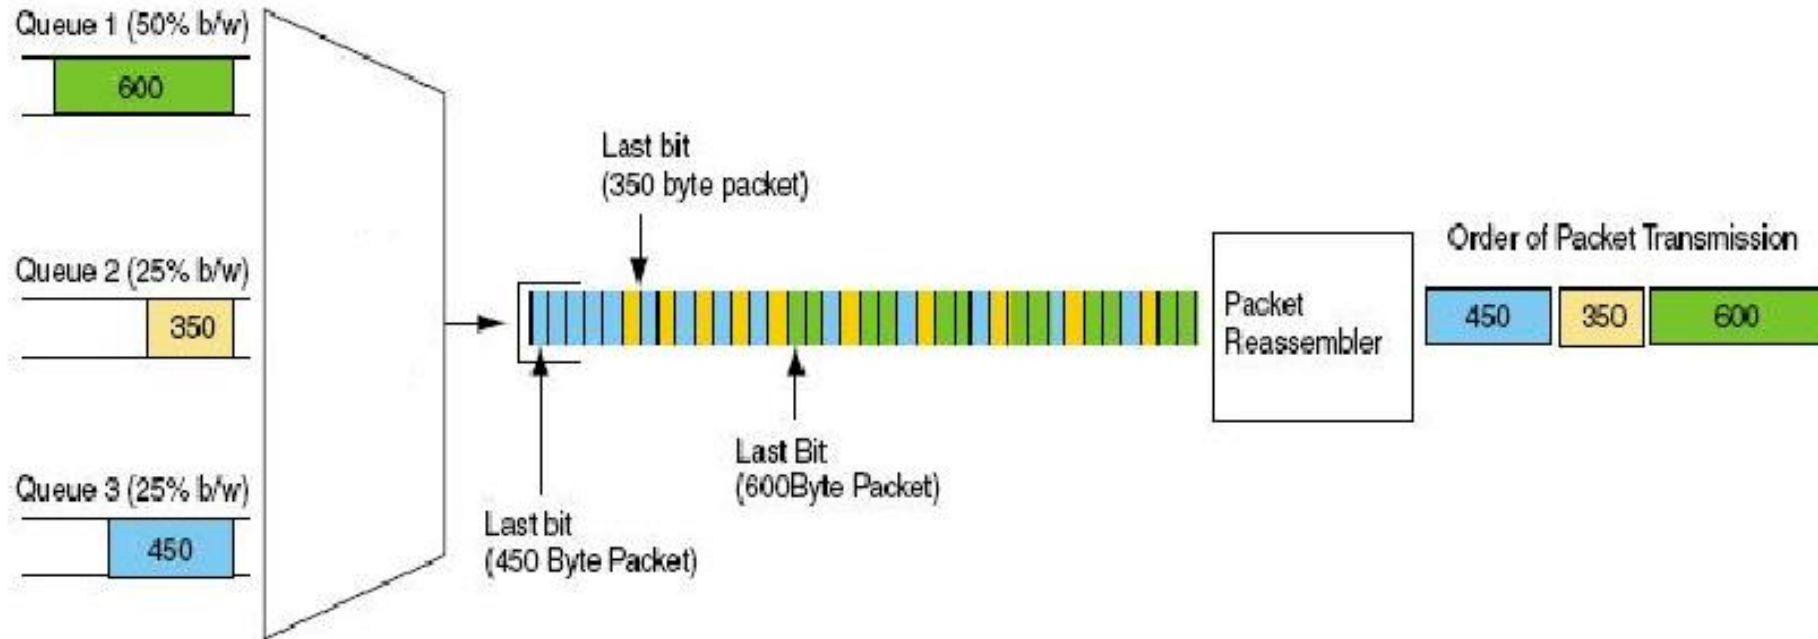 Queue 1 (50% b/w)
600
Queue 2 (25% b/w)
350
Queue 3 (25% b/w)
450
Last bit
(350 byte packet)
Last bit
(450 Byte Packet)
Last Bit
(600Byte Packet)
Packet
Reassembler
Order of Packet Transmission
450
350
600